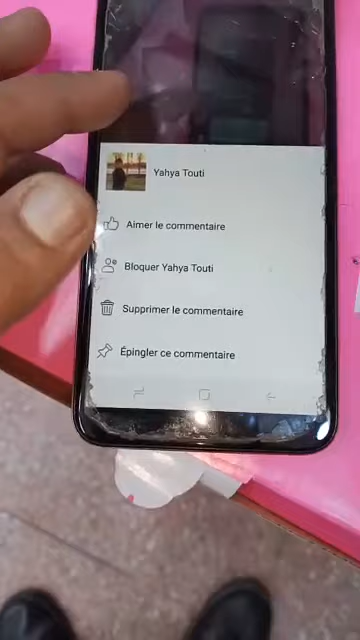 Yahya Touti
Aimer le commentaire
Bloquer Yahya Touti
Supprimer le commentaire
Épingler ce commentaire